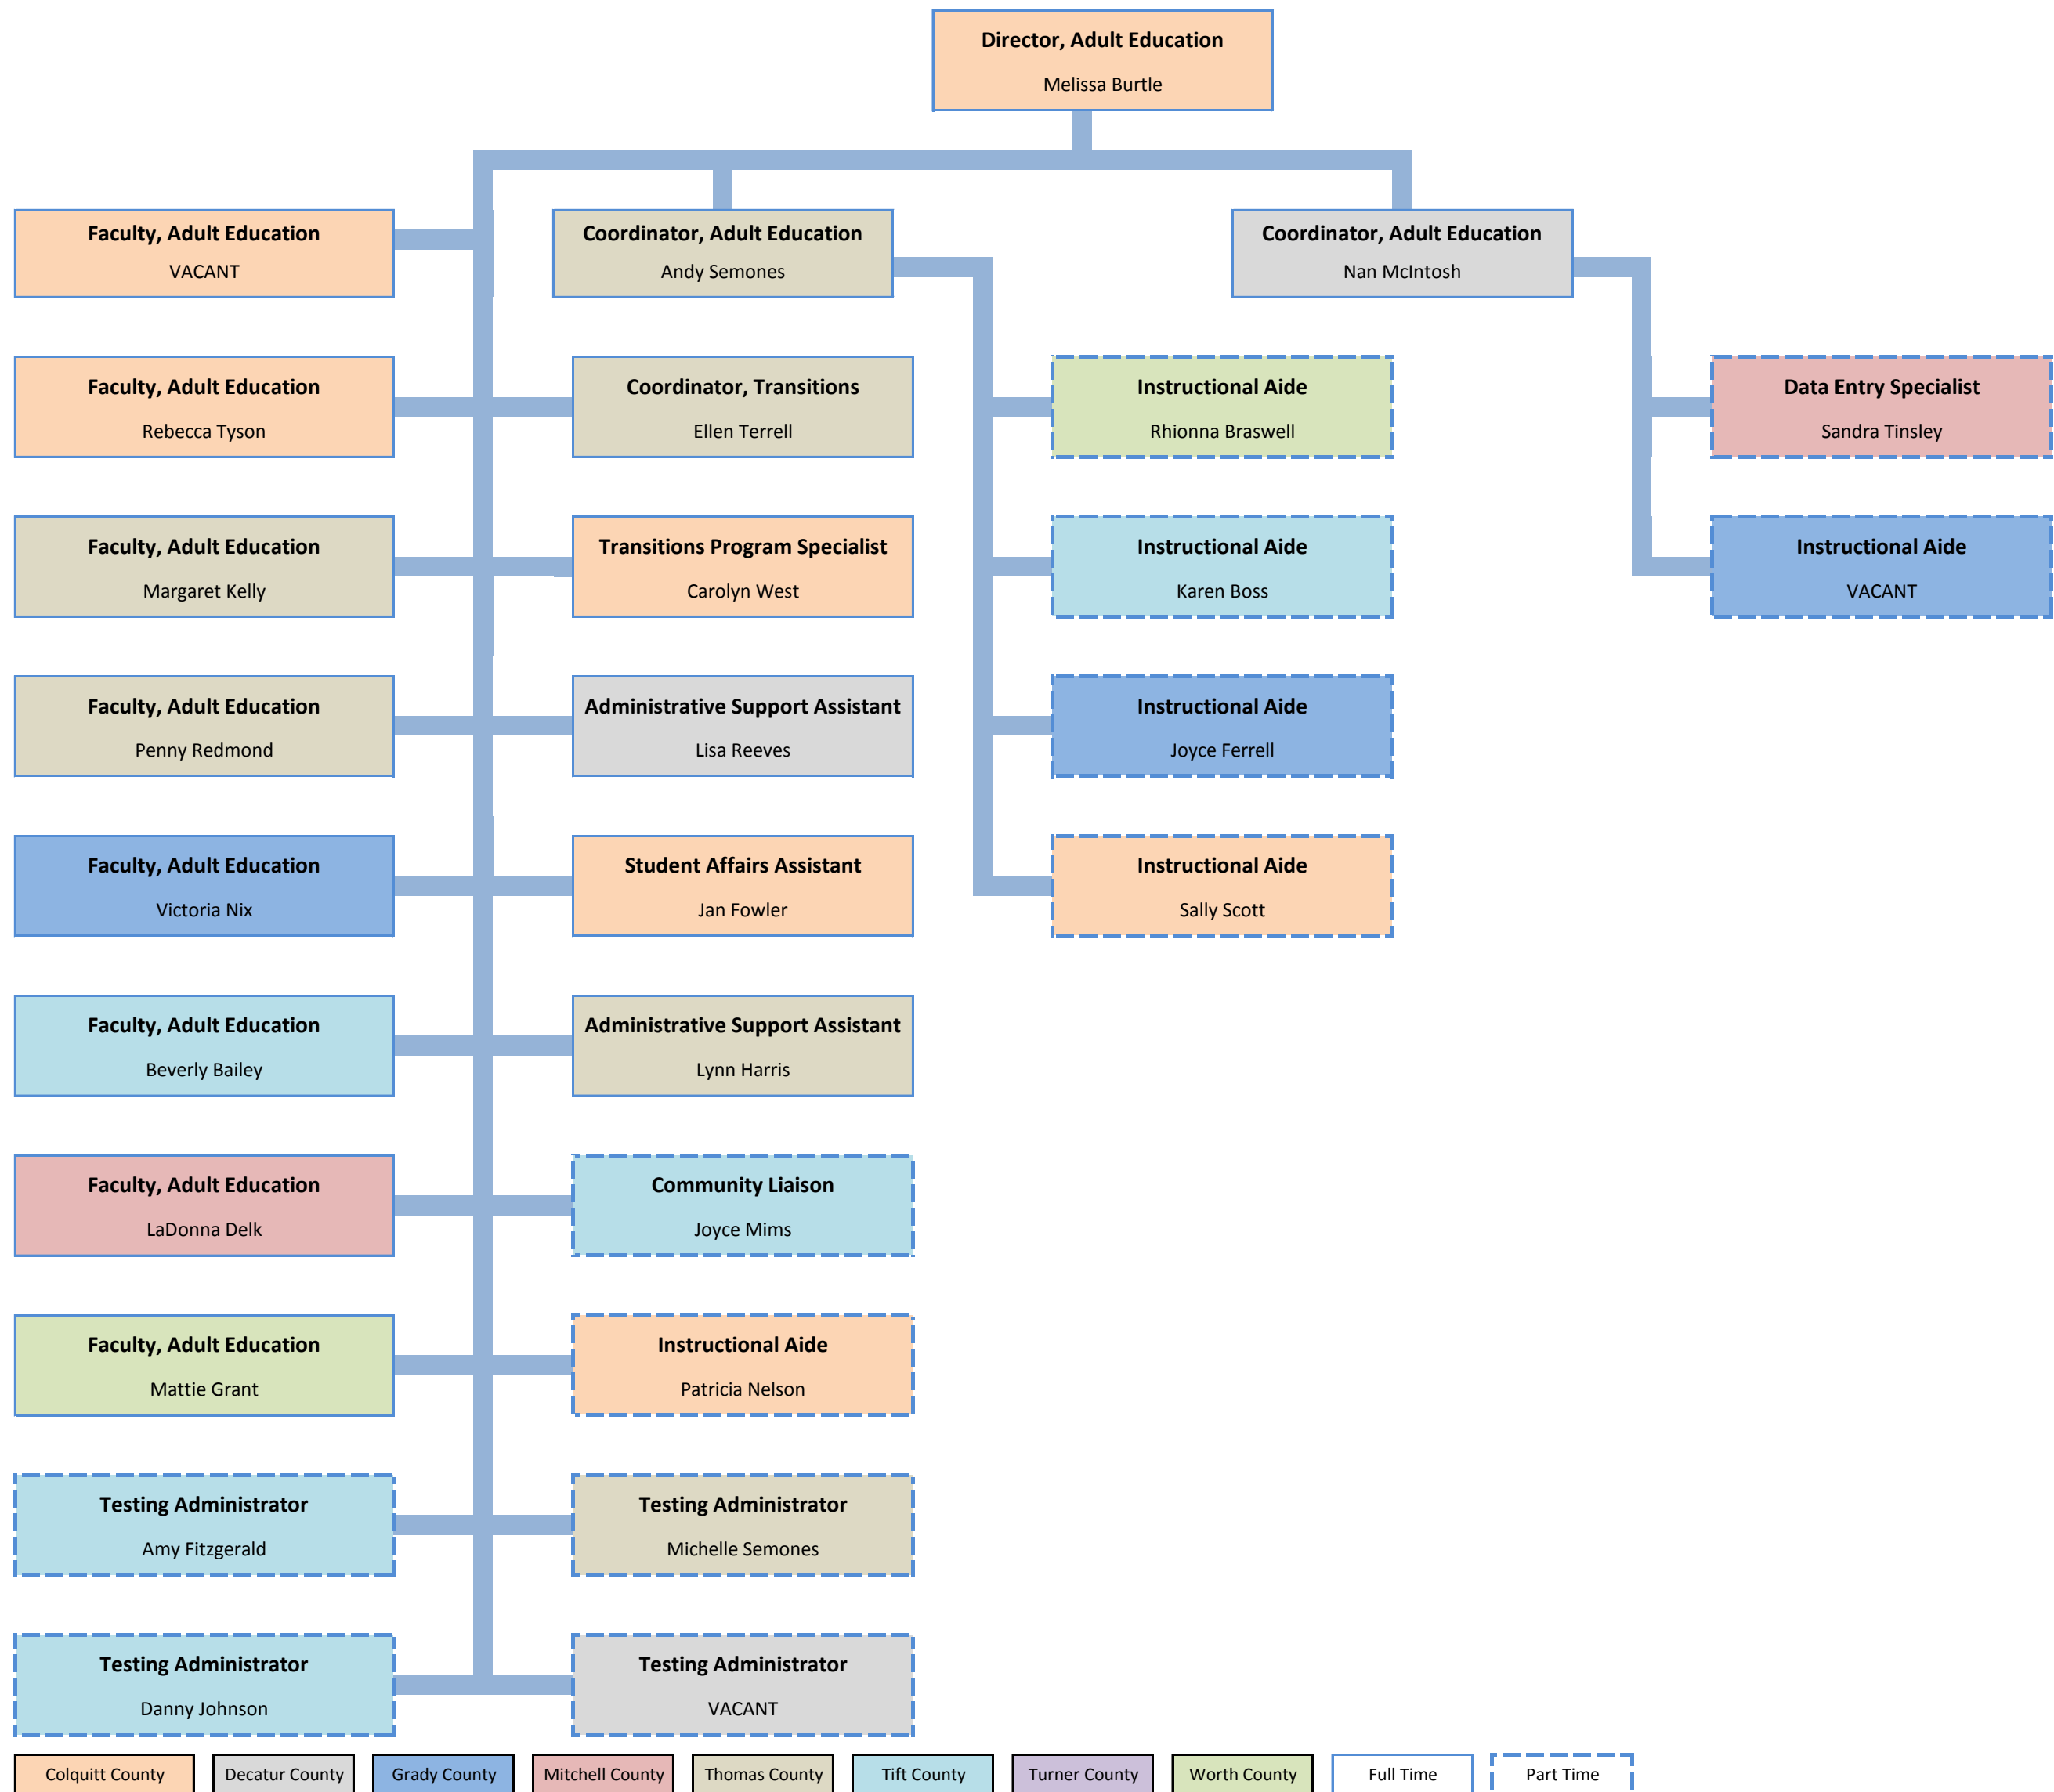 Director, Adult Education
Melissa Burtle
Faculty, Adult Education
VACANT
Coordinator, Adult Education
Andy Semones
Coordinator, Adult Education
Nan McIntosh
Faculty, Adult Education
Rebecca Tyson
Coordinator, Transitions
Ellen Terrell
Instructional Aide
Rhionna Braswell
Data Entry Specialist
Sandra Tinsley
Faculty, Adult Education
Margaret Kelly
Transitions Program Specialist
Carolyn West
Instructional Aide
Karen Boss
Instructional Aide
VACANT
Faculty, Adult Education
Penny Redmond
Administrative Support Assistant
Lisa Reeves
Instructional Aide
Joyce Ferrell
Faculty, Adult Education
Victoria Nix
Student Affairs Assistant
Jan Fowler
Instructional Aide
Sally Scott
Faculty, Adult Education
Beverly Bailey
Administrative Support Assistant
Lynn Harris
Faculty, Adult Education
LaDonna Delk
Community Liaison
Joyce Mims
Faculty, Adult Education
Mattie Grant
Instructional Aide
Patricia Nelson
Testing Administrator
Amy Fitzgerald
Testing Administrator
Michelle Semones
Testing Administrator
Danny Johnson
Testing Administrator
VACANT
Colquitt County
Decatur County
Grady County
Mitchell County
Thomas County
Tift County
Turner County
Worth County
Full Time
Part Time